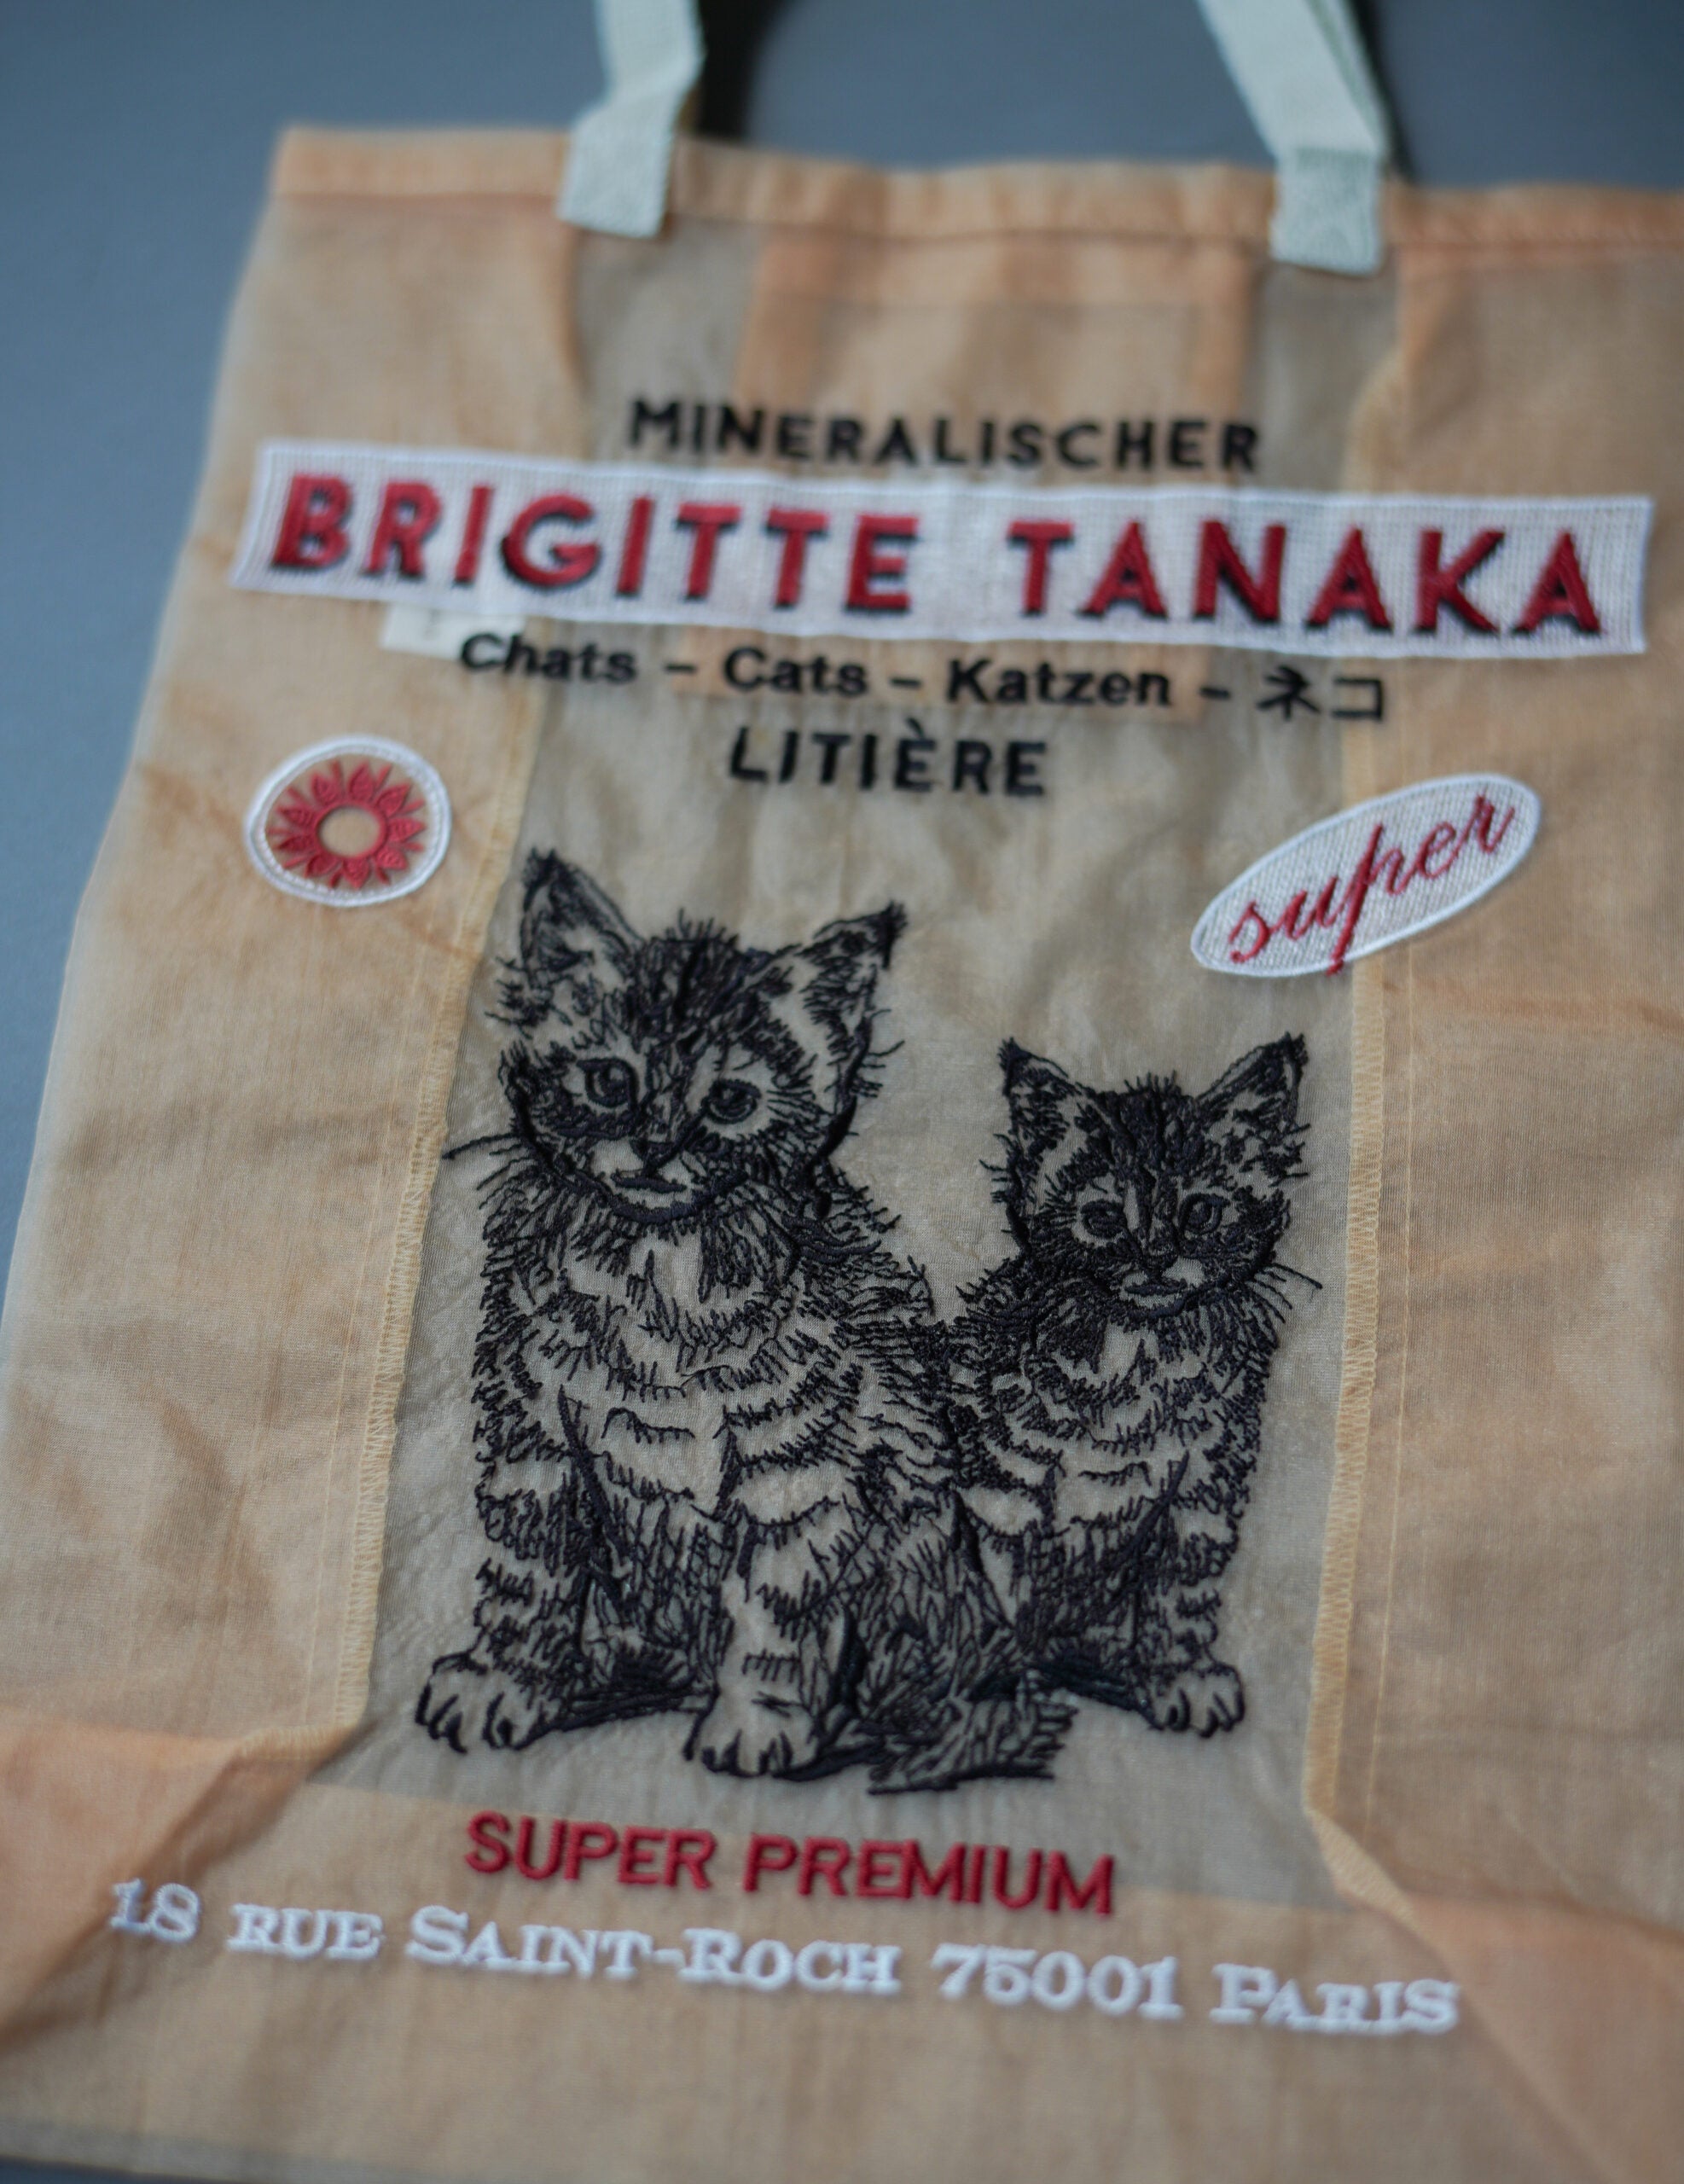 MINERALISCHER
BRIGITTE TANAKA
Chats - Cats - Katzen - ネコ
LITIÈRE
super
SUPER PREMIUM
18 RUE SAINT-ROCH 75001 PARIS